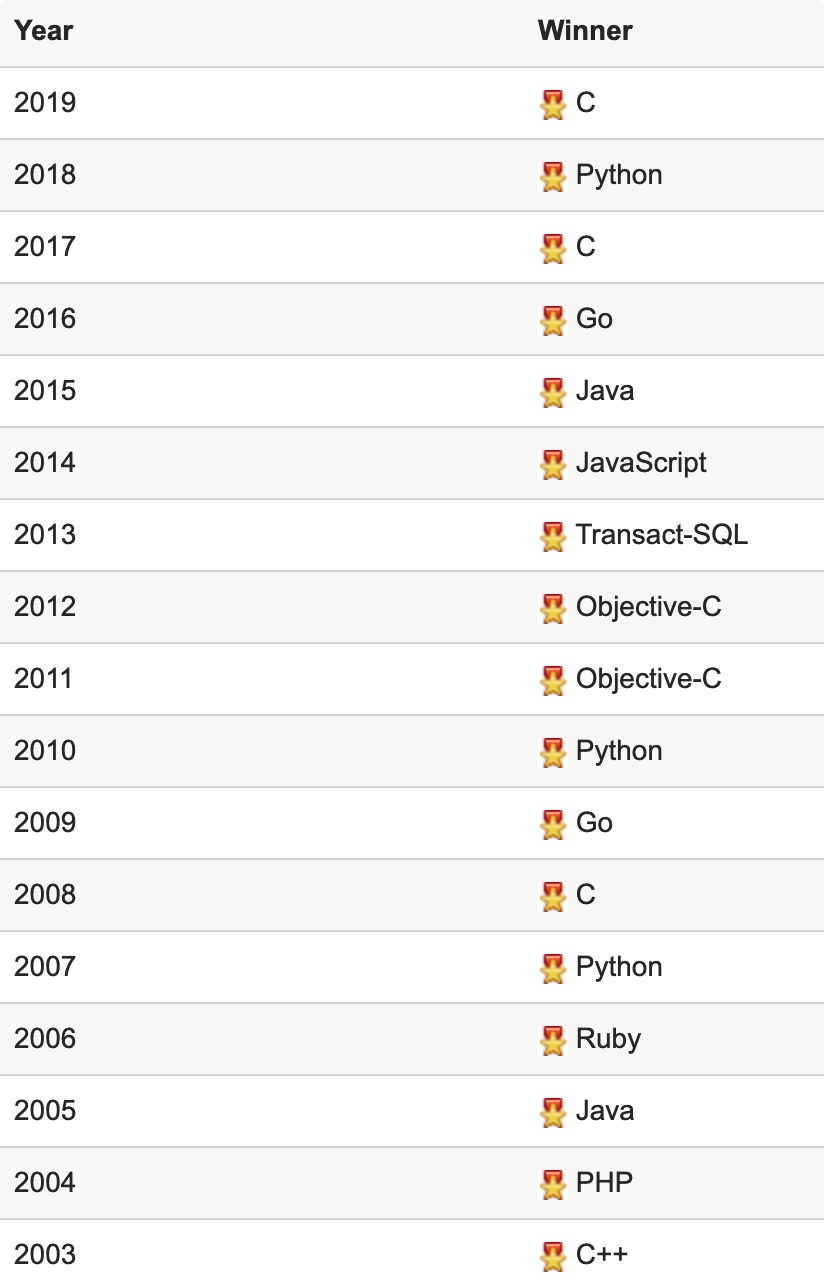 Year Winner
2019 C
2018 Python
2017 C
2016 Go
2015 Java
2014 JavaScript
2013 Transact-SQL
2012 Objective-C
2011 Objective-C
2010 Python
2009 Go
2008 C
2007 Python
2006 Ruby
2005 Java
2004 PHP
2003 C++